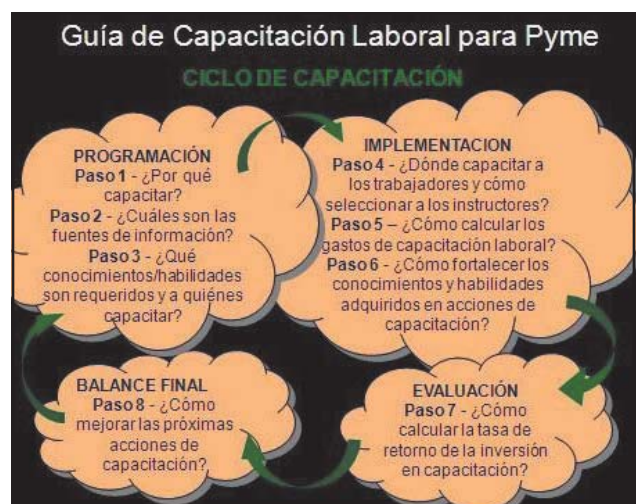 Guía de Capacitación Laboral para Pyme
CICLO DE CAPACITACIÓN
PROGRAMACIÓN
Paso 1 - ¿Por qué
capacitar?
Paso 2 - ¿Cuáles son las
fuentes de información?
Paso 3 - ¿Qué
conocimientos/habilidades
son requeridos y a quiénes
capacitar?
IMPLEMENTACION
Paso 4 - ¿Dónde capacitar a
los trabajadores y cómo
seleccionar a los instructores?
Paso 5 – ¿Cómo calcular los
gastos de capacitación laboral?
Paso 6 - ¿Cómo fortalecer los
conocimientos y habilidades
adquiridos en acciones de
capacitación?
EVALUACIÓN
Paso 7 - ¿Cómo
calcular la tasa de
retorno de la inversión
en capacitación?
BALANCE FINAL
Paso 8 - ¿Cómo
mejorar las próximas
acciones de
capacitación?